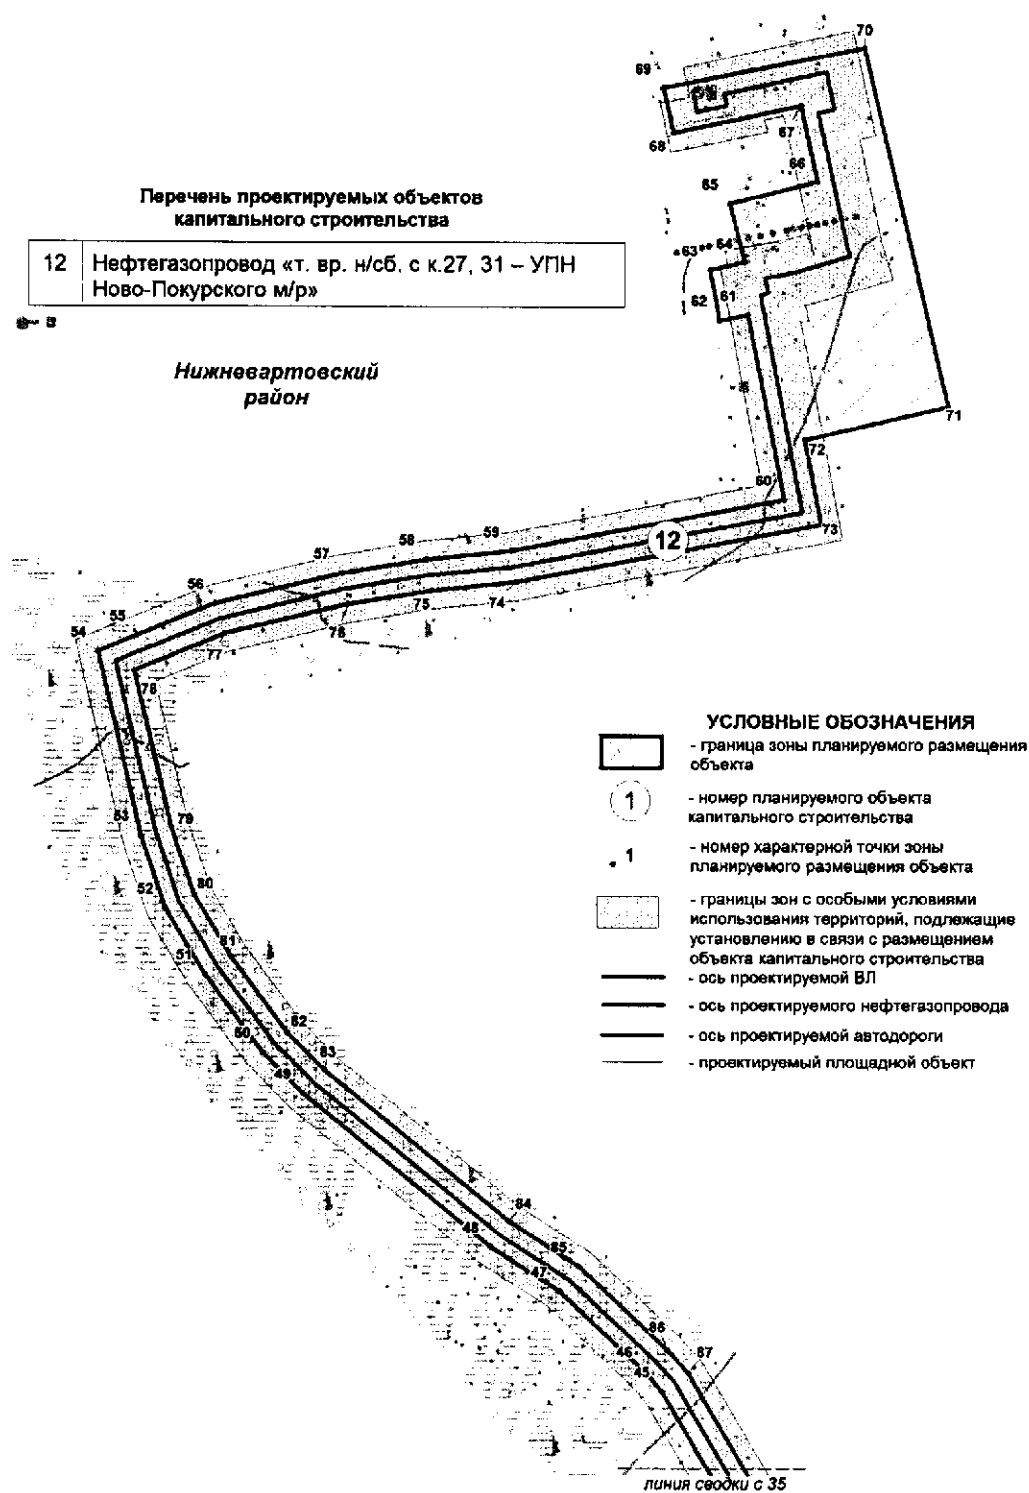 Перечень проектируемых объектов
капитального строительства
12 Нефтегазопровод «т. вр. н/сб. с к.27, 31 – УПН
Ново-Покурского м/р»
Нижневартовский
район
70
69
68
67
66
65
64
63
62 61
71
72
60
73
12
59
58
57
56
55
54
74
75
76
77
78
53
79
52
80
51
81
50
82
49
83
84
48
85
47
86
46
87
45
УСЛОВНЫЕ ОБОЗНАЧЕНИЯ
- граница зоны планируемого размещения
объекта
1 - номер планируемого объекта
капитального строительства
1 - номер характерной точки зоны
планируемого размещения объекта
- границы зон с особыми условиями
использования территорий, подлежащие
установлению в связи с размещением
объекта капитального строительства
- ось проектируемой ВЛ
- ось проектируемого нефтегазопровода
- ось проектируемой автодороги
- проектируемый площадной объект
линия сводки с 35